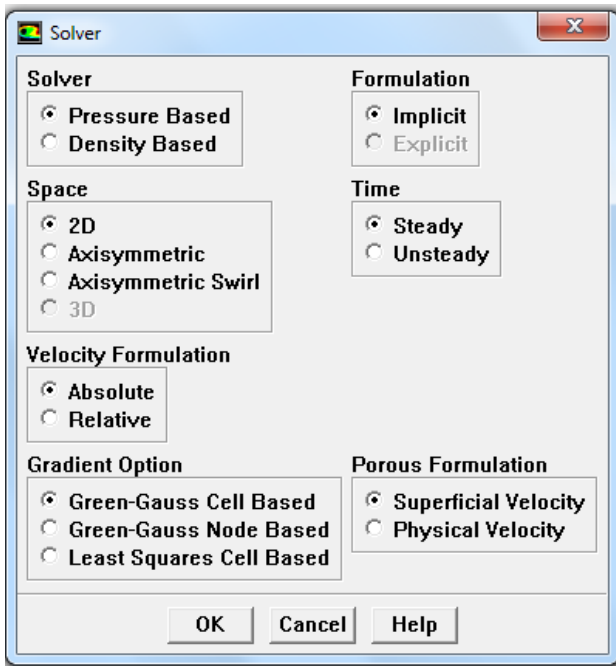 Solver
Solver
Pressure Based
Density Based
Formulation
Implicit
Explicit
Space
2D
Axisymmetric
Axisymmetric Swirl
3D
Time
Steady
Unsteady
Velocity Formulation
Absolute
Relative
Gradient Option
Green-Gauss Cell Based
Green-Gauss Node Based
Least Squares Cell Based
Porous Formulation
Superficial Velocity
Physical Velocity
OK Cancel Help